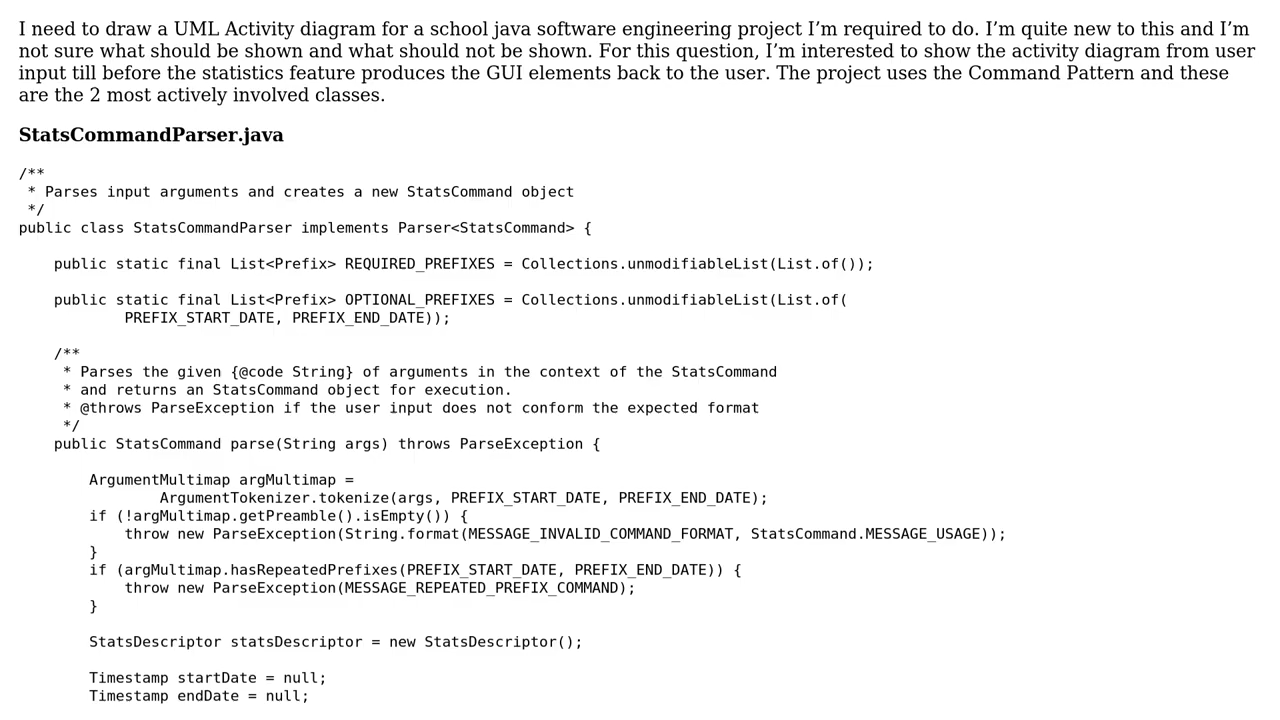 I need to draw a UML Activity diagram for a school java software engineering project I’m required to do. I’m quite new to this and I’m
not sure what should be shown and what should not be shown. For this question, I’m interested to show the activity diagram from user
input till before the statistics feature produces the GUI elements back to the user. The project uses the Command Pattern and these
are the 2 most actively involved classes.
StatsCommandParser.java
/**
 * Parses input arguments and creates a new StatsCommand object
 */
public class StatsCommandParser implements Parser<StatsCommand> {
    public static final List<Prefix> REQUIRED_PREFIXES = Collections.unmodifiableList(List.of());
    public static final List<Prefix> OPTIONAL_PREFIXES = Collections.unmodifiableList(List.of(
            PREFIX_START_DATE, PREFIX_END_DATE));
    /**
     * Parses the given {@code String} of arguments in the context of the StatsCommand
     * and returns an StatsCommand object for execution.
     * @throws ParseException if the user input does not conform the expected format
     */
    public StatsCommand parse(String args) throws ParseException {
        ArgumentMultimap argMultimap =
                ArgumentTokenizer.tokenize(args, PREFIX_START_DATE, PREFIX_END_DATE);
        if (!argMultimap.getPreamble().isEmpty()) {
            throw new ParseException(String.format(MESSAGE_INVALID_COMMAND_FORMAT, StatsCommand.MESSAGE_USAGE));
        }
        if (argMultimap.hasRepeatedPrefixes(PREFIX_START_DATE, PREFIX_END_DATE)) {
            throw new ParseException(MESSAGE_REPEATED_PREFIX_COMMAND);
        }
        StatsDescriptor statsDescriptor = new StatsDescriptor();
        Timestamp startDate = null;
        Timestamp endDate = null;